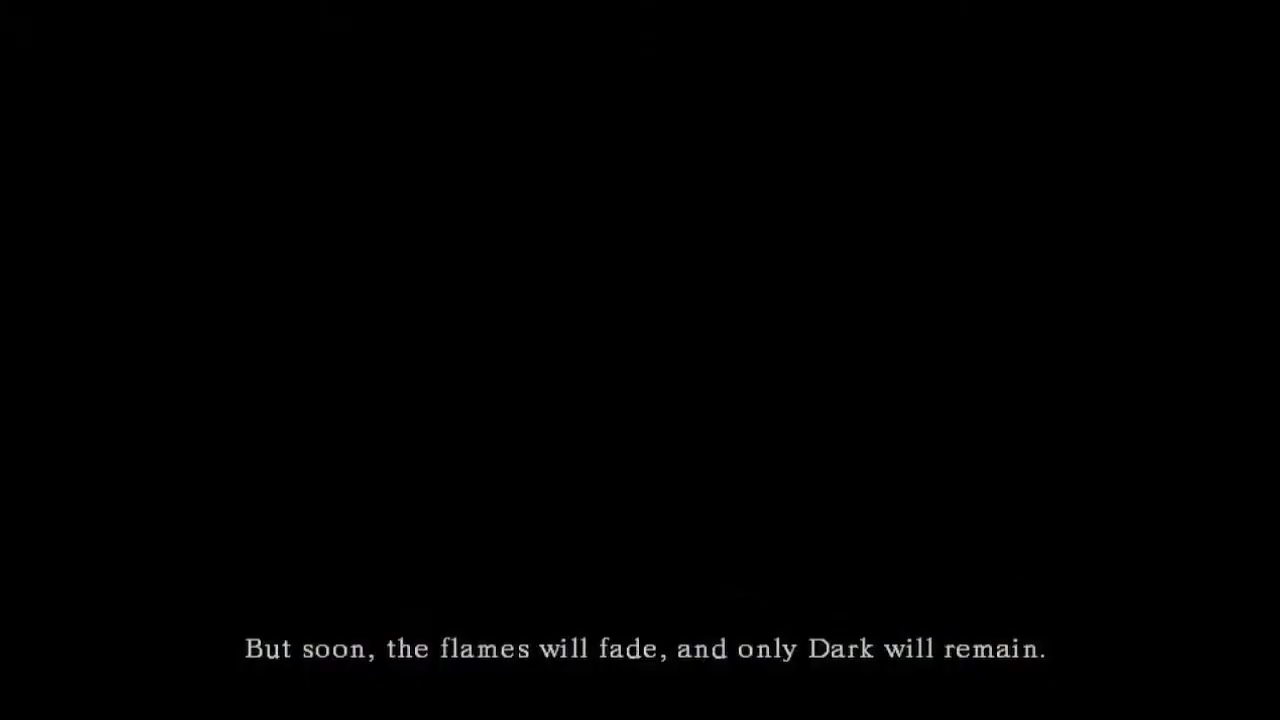 But soon, the flames will fade, and only Dark will remain.